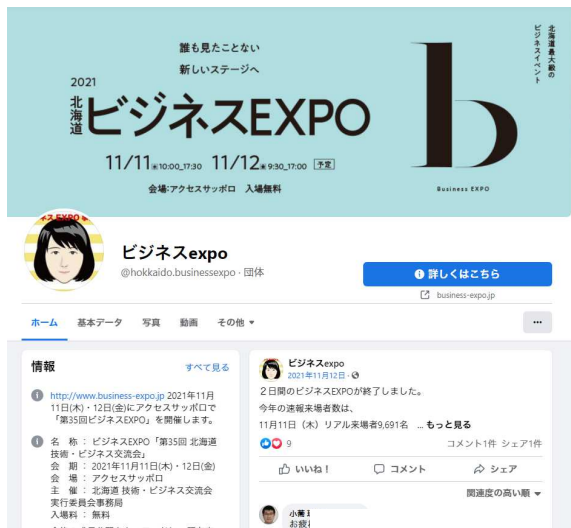 北海道最大級の
ビジネスイベント
誰も見たことない
新しいステージへ
2021
北海道
ビジネスEXPO
11/11㊍10:00_17:30 11/12㊎9:30_17:00 予定
会場:アクセスサッポロ 入場無料
b
Business EXPO
ネスEXPO
ビジネスexpo
@hokkaido.businessexpo · 団体
詳しくはこちら
business-expo.jp
ホーム 基本データ 写真 動画 その他
情報 すべて見る
http://www.business-expo.jp 2021年11月
11日(木)・12日(金)にアクセスサッポロで
「第35回ビジネスEXPO」を開催します。
名 称 : ビジネスEXPO「第35回 北海道
技術・ビジネス交流会」
会 期 : 2021年11月11日(木)・12日(金)
会 場 : アクセスサッポロ
主 催 : 北海道 技術・ビジネス交流会
実行委員会事務局
入場料 : 無料
ビジネスexpo
2021年11月12日 ·
２日間のビジネスEXPOが終了しました。
今年の速報来場者数は、
11月11日（木）リアル来場者9,691名 ... もっと見る
9 コメント1件 シェア1件
いいね! コメント シェア
関連度の高い順
お疲